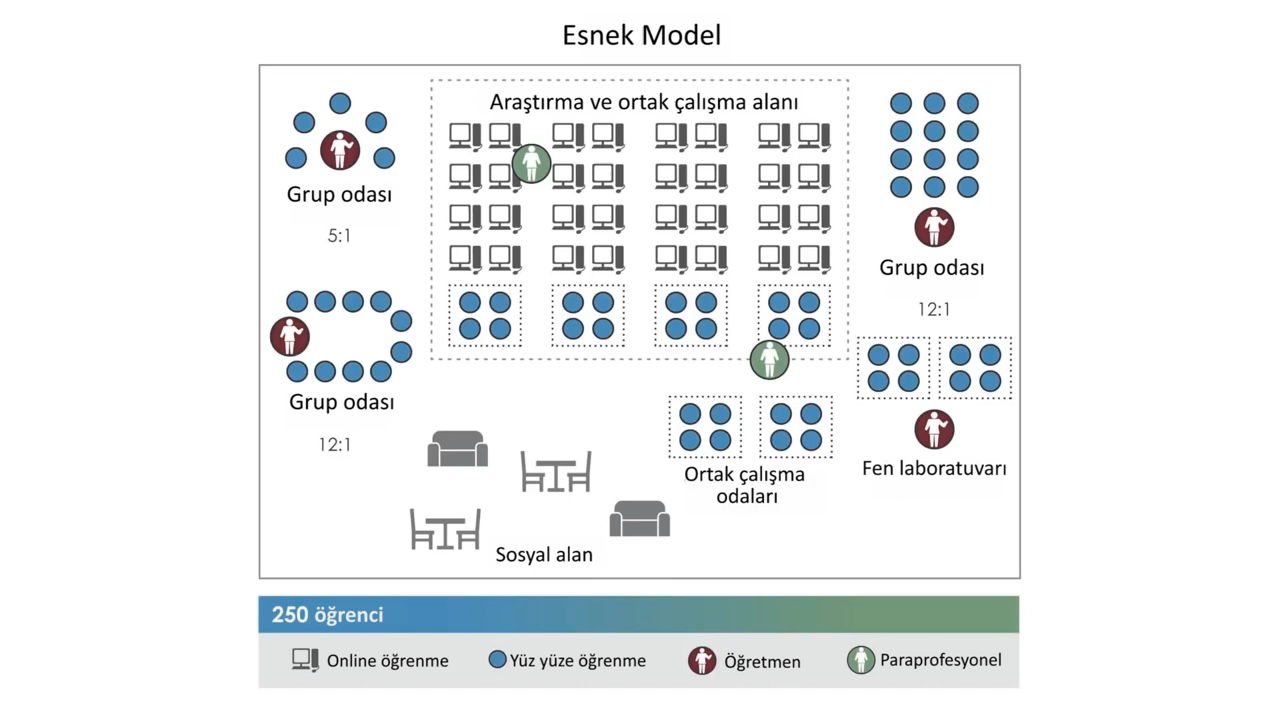 Esnek Model
Araştırma ve ortak çalışma alanı
Grup odası
5:1
Grup odası
12:1
Grup odası
12:1
Fen laboratuvarı
Ortak çalışma
odaları
Sosyal alan
250 öğrenci
Online öğrenme
Yüz yüze öğrenme
Öğretmen
Paraprofesyonel